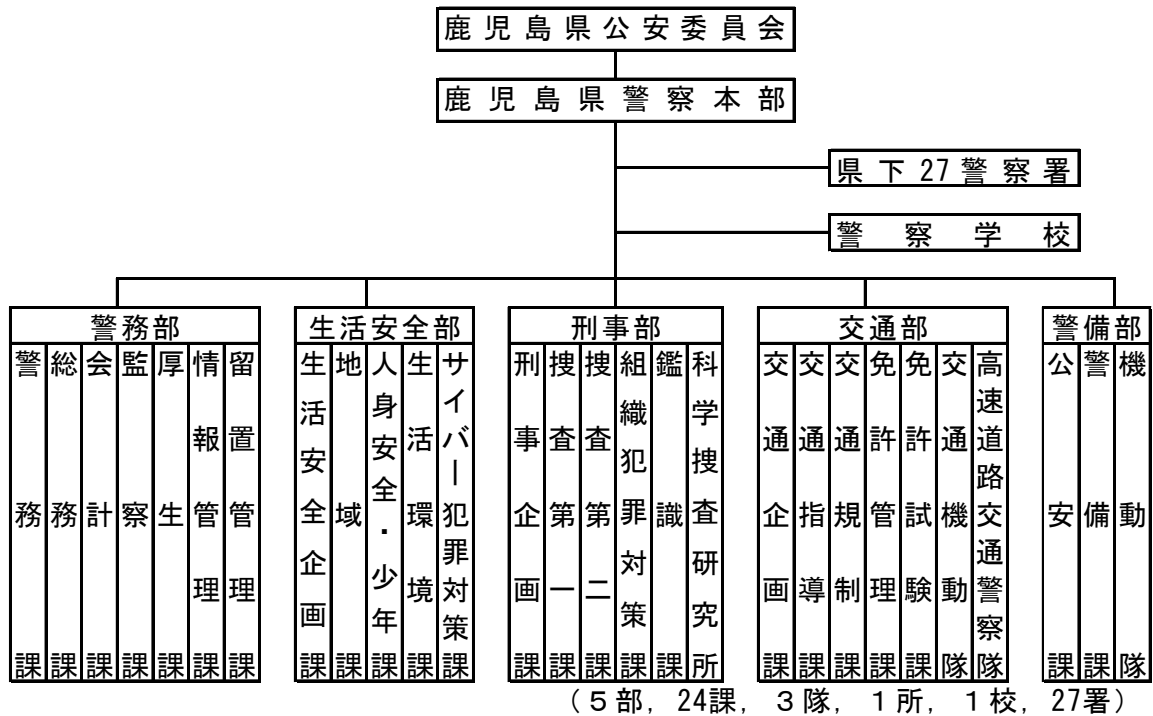 鹿児島県公安委員会
鹿児島県警察本部
県下27警察署
警察学校
警務部
警務課
総務課
会計課
監察課
厚生課
情報管理課
留置管理課
生活安全部
生活安全企画課
地域課
人身安全・少年課
生活環境課
サイバー犯罪対策課
刑事部
刑事企画課
捜査第一課
捜査第二課
組織犯罪対策課
鑑識課
科学捜査研究所
交通部
交通企画課
交通指導課
交通規制課
免許管理課
免許試験課
交通機動隊
高速道路交通警察隊
警備部
公安課
警備課
機動隊
（５部，24課，３隊，１所，１校，27署）